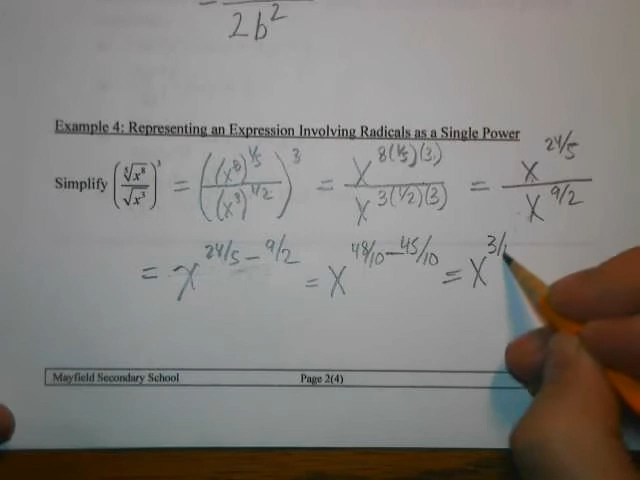 2b²
Example 4: Representing an Expression Involving Radicals as a Single Power
Simplify (⁵√x⁸ / √x³)³ = ((x⁸)^1/5 / (x³)^1/2)³ = x^8(1/5)(3) / x^3(1/2)(3) = x^24/5 / x^9/2
= x^24/5 - 9/2 = x^48/10 - 45/10 = x^3/1
Mayfield Secondary School Page 2(4)